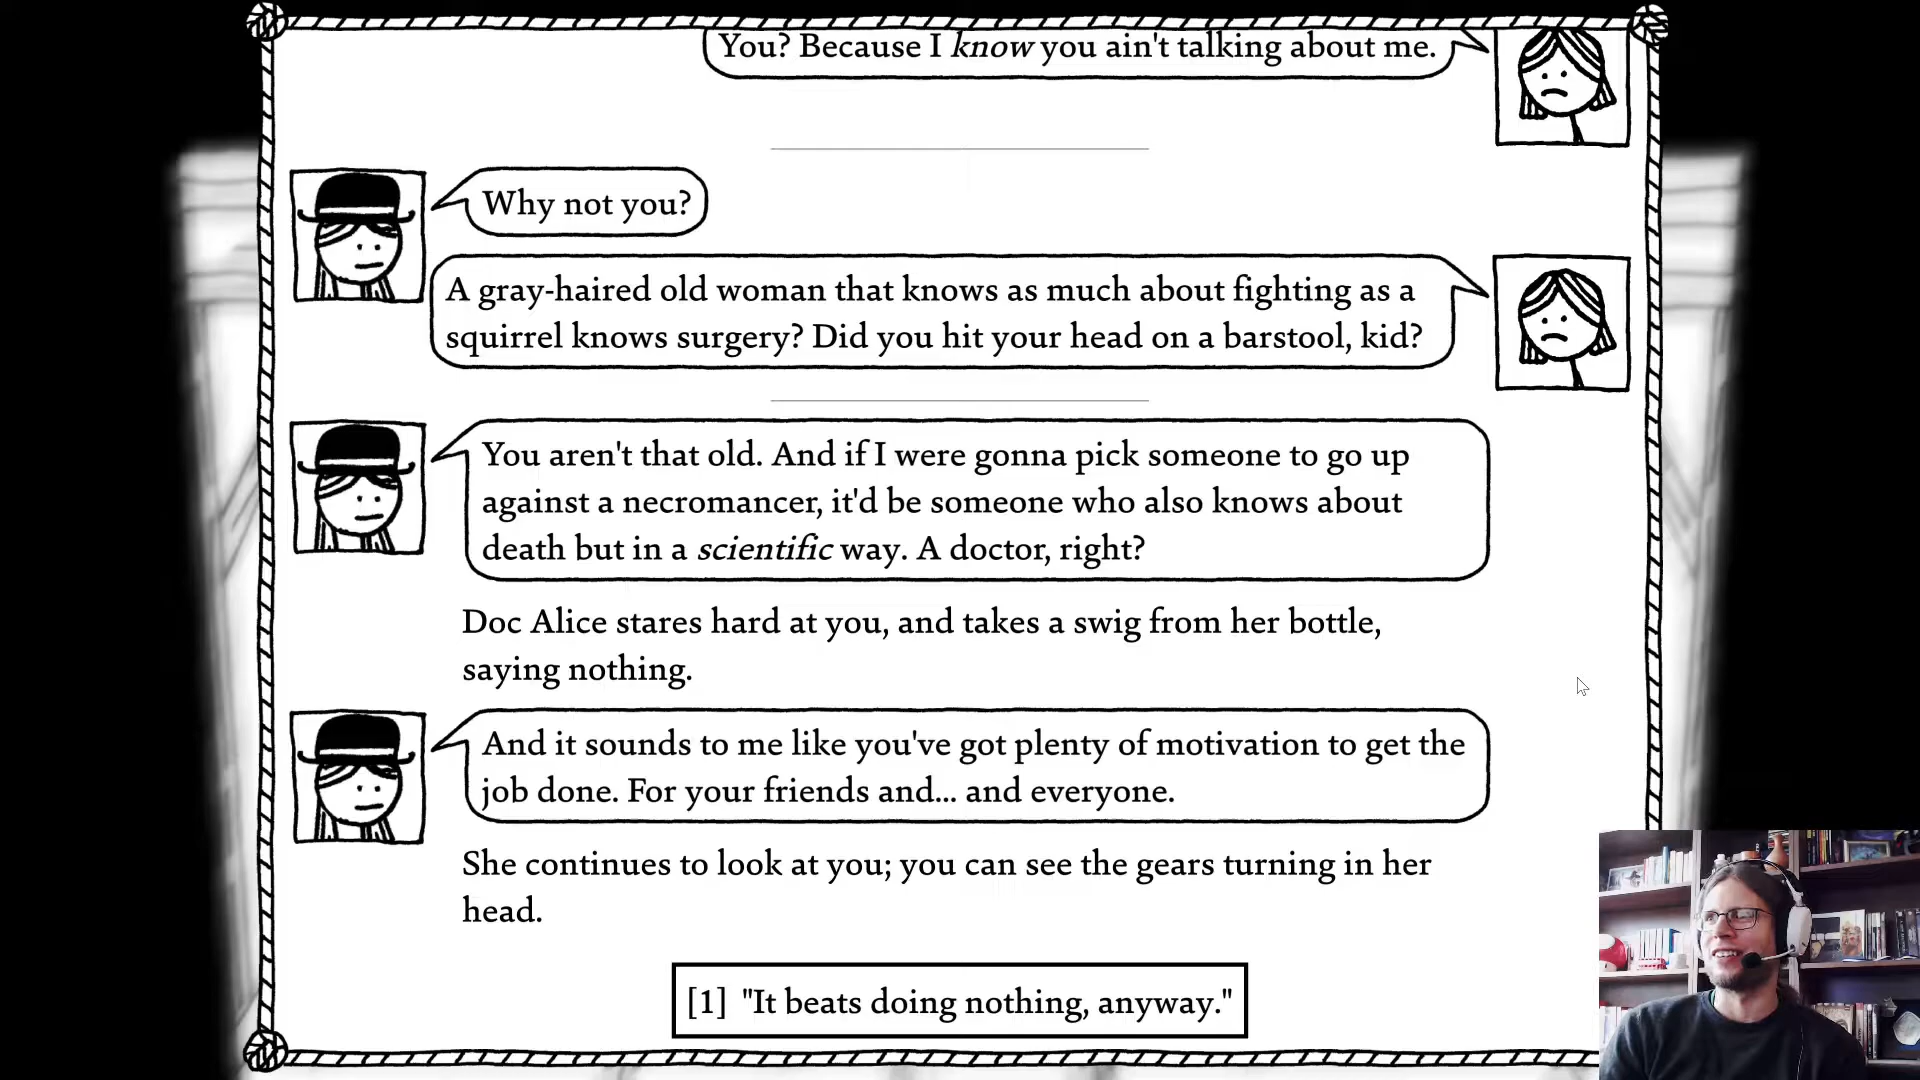 You? Because I know you ain't talking about me.
Why not you?
A gray-haired old woman that knows as much about fighting as a
squirrel knows surgery? Did you hit your head on a barstool, kid?
You aren't that old. And if I were gonna pick someone to go up
against a necromancer, it'd be someone who also knows about
death but in a scientific way. A doctor, right?
Doc Alice stares hard at you, and takes a swig from her bottle,
saying nothing.
And it sounds to me like you've got plenty of motivation to get the
job done. For your friends and... and everyone.
She continues to look at you; you can see the gears turning in her
head.
[1] "It beats doing nothing, anyway."